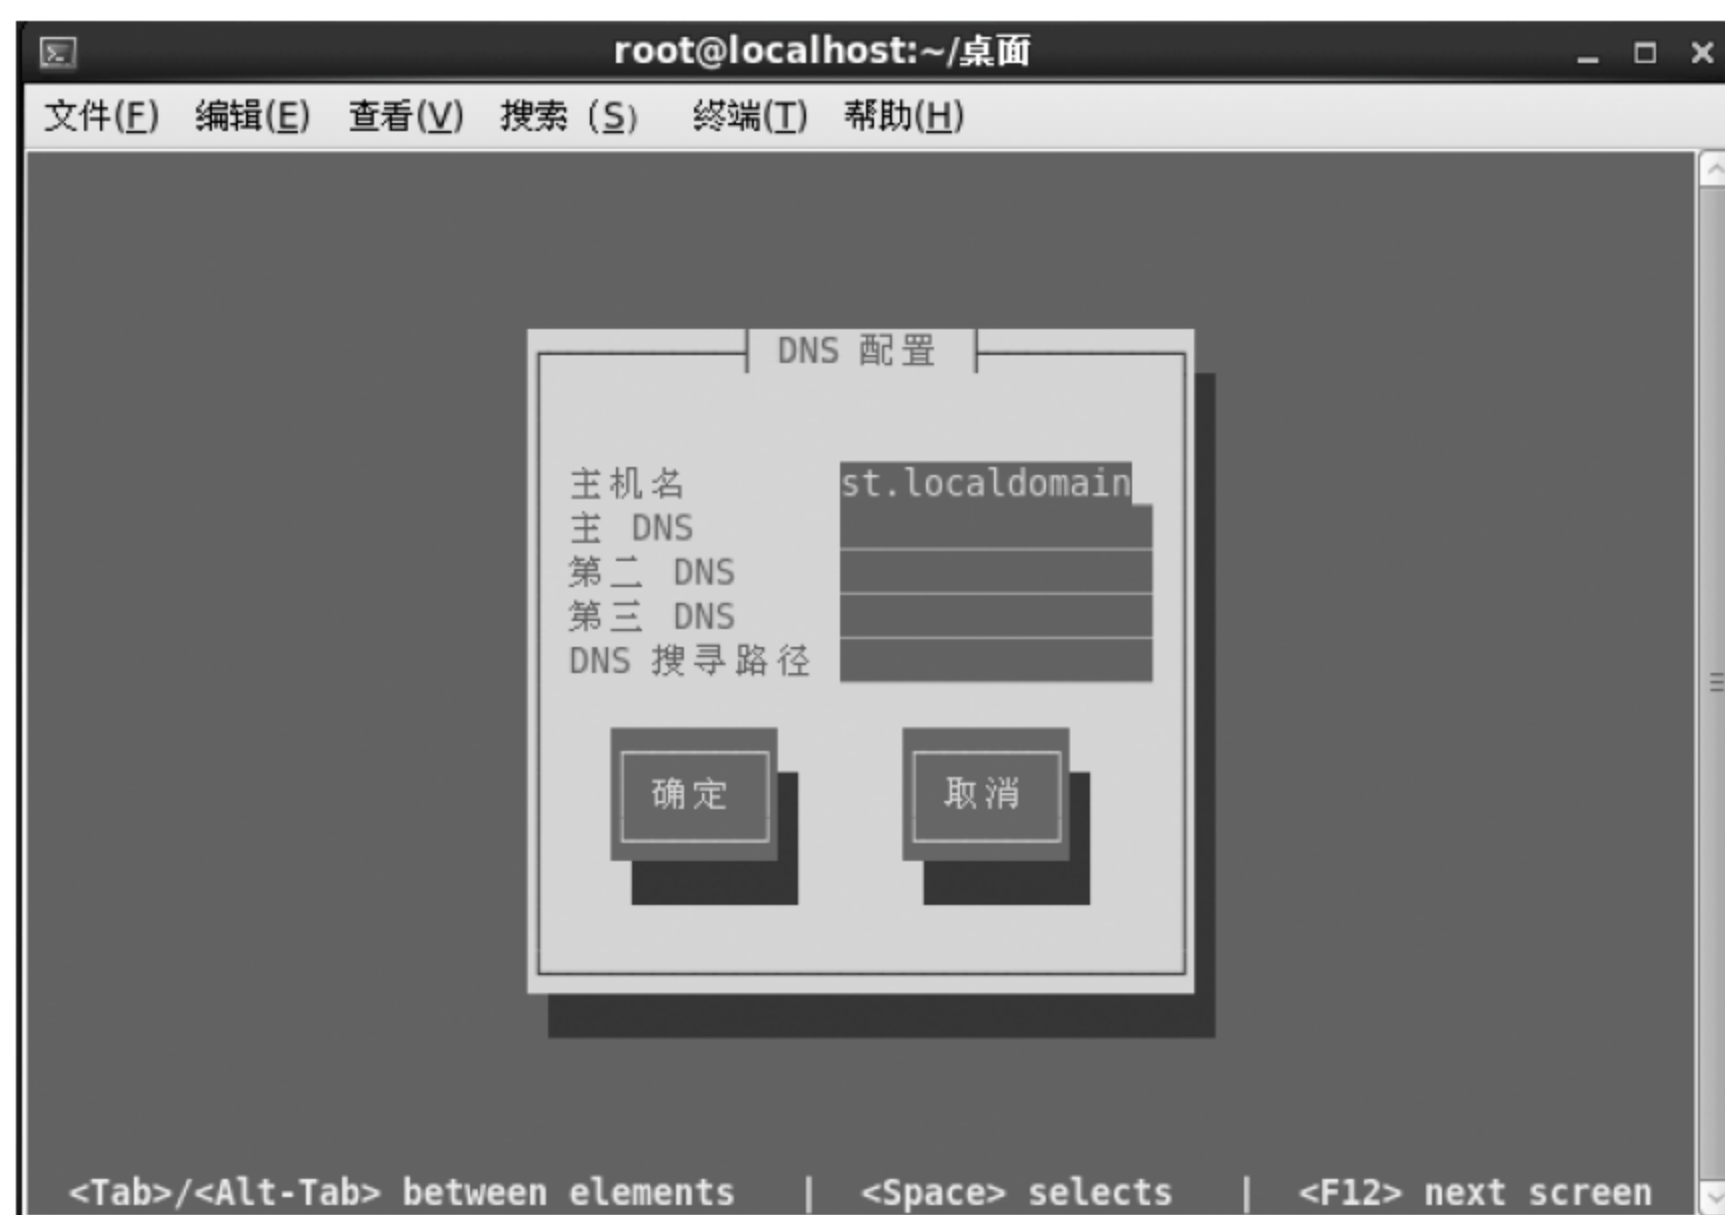 root@localhost:~/桌面
文件(F) 编辑(E) 查看(V) 搜索 (S) 终端(T) 帮助(H)
DNS 配置
主机名 st.localdomain
主 DNS
第二 DNS
第三 DNS
DNS 搜寻路径
确定 取消
<Tab>/<Alt-Tab> between elements | <Space> selects | <F12> next screen